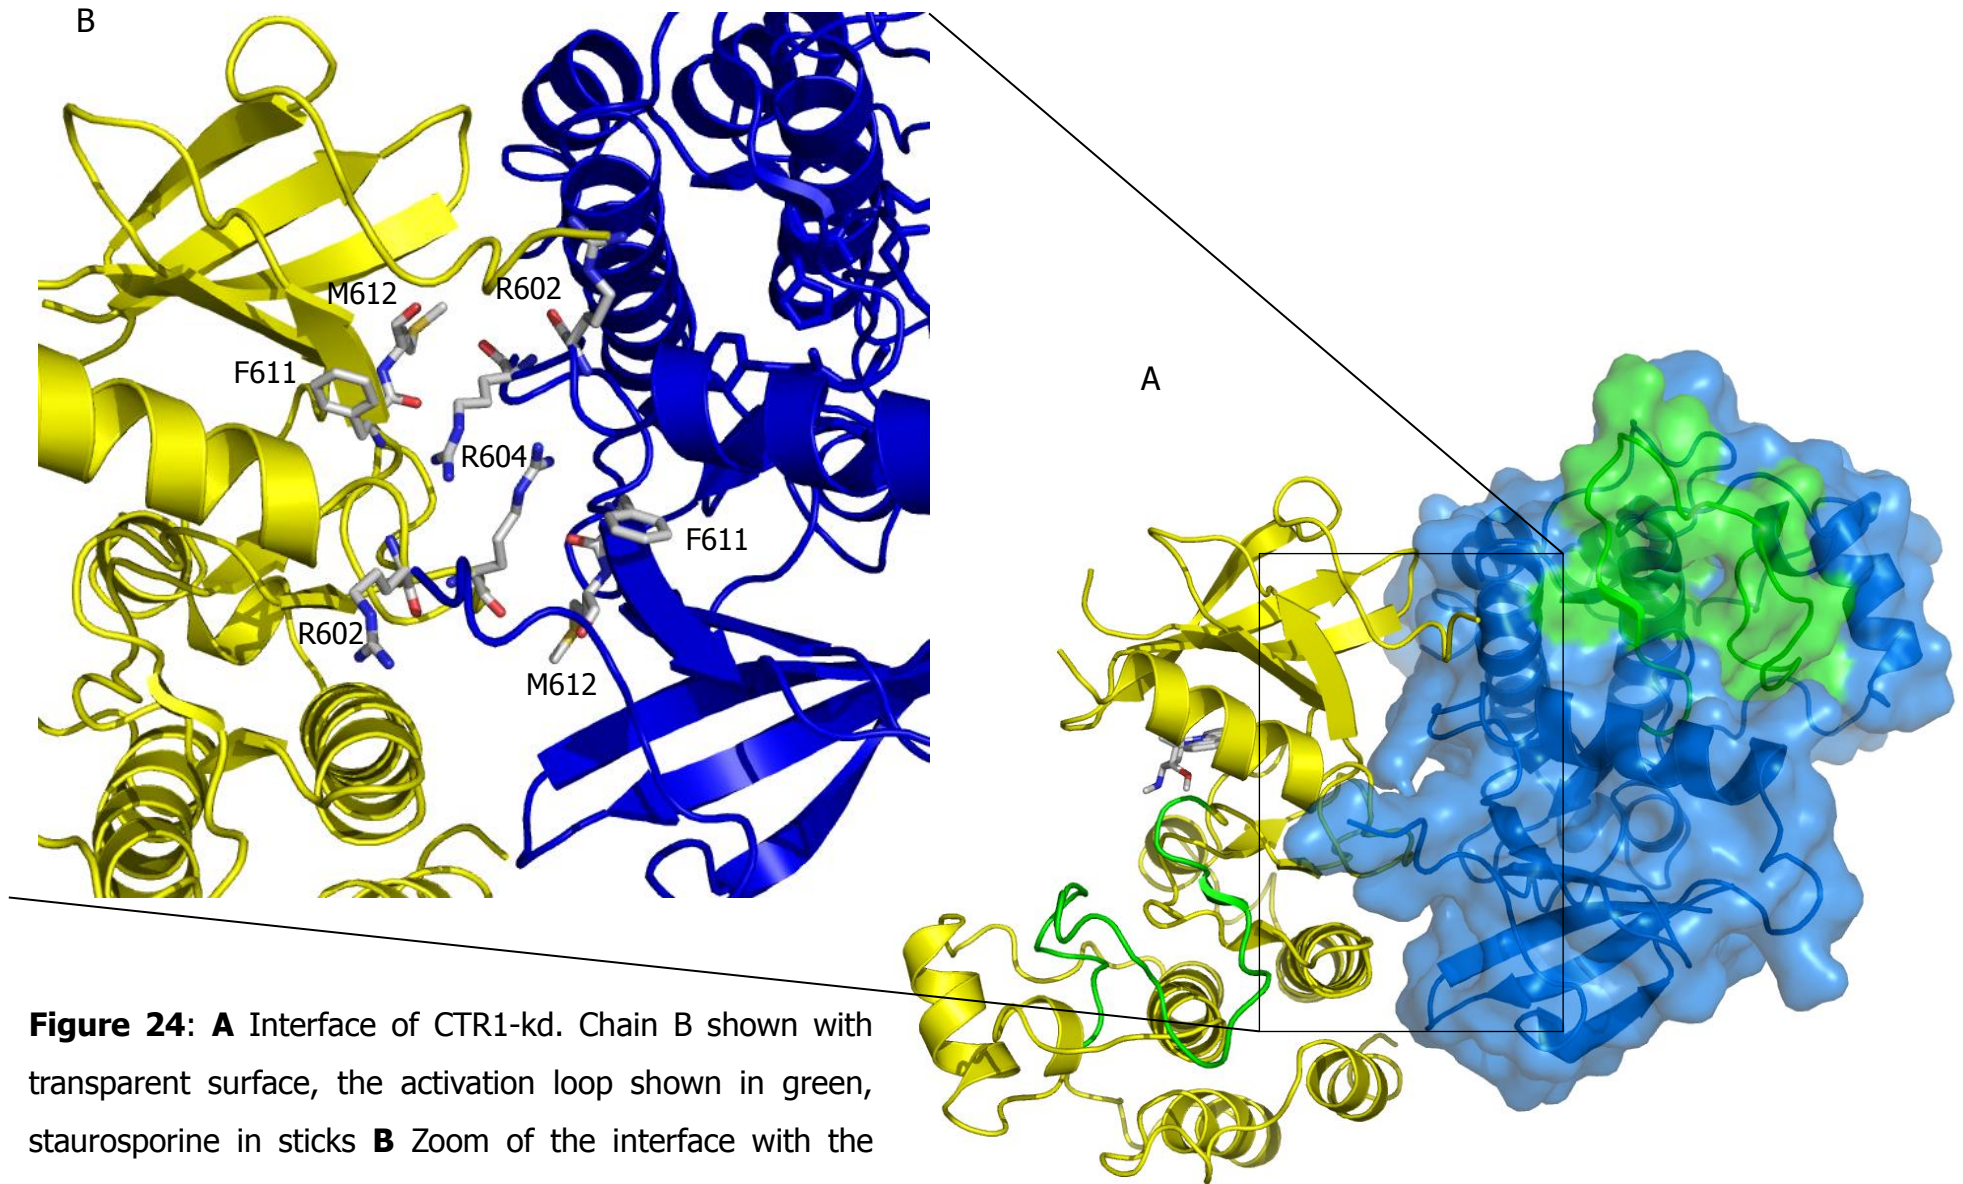 B
M612
R602
F611
R604
F611
R602
M612
A
Figure 24: A Interface of CTR1-kd. Chain B shown with
transparent surface, the activation loop shown in green,
staurosporine in sticks B Zoom of the interface with the